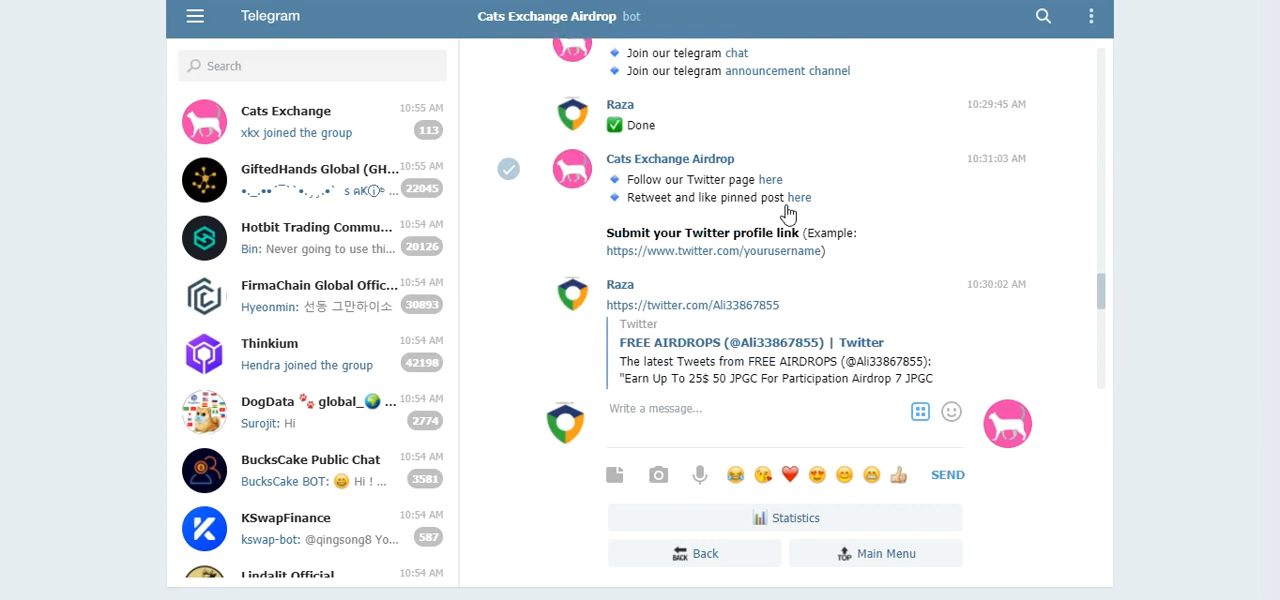 Telegram
Cats Exchange Airdrop bot
Search
Cats Exchange 10:55 AM
xkx joined the group 113
GiftedHands Global (GH... 10:55 AM
22045
Hotbit Trading Commu... 10:54 AM
Bin: Never going to use thi... 20126
FirmaChain Global Offic... 10:54 AM
Hyeonmin: 선동 그만하이소 30893
Thinkium 10:54 AM
Hendra joined the group 42198
DogData 🐾 global_🌍 ... 10:54 AM
Surojit: Hi 2774
BucksCake Public Chat 10:54 AM
BucksCake BOT: 😄 Hi ! ... 3581
KSwapFinance 10:54 AM
kswap-bot: @qingsong8 Yo... 587
Lindalit Official 10:54 AM
🔹 Join our telegram chat
🔹 Join our telegram announcement channel
Raza 10:29:45 AM
✅ Done
Cats Exchange Airdrop 10:31:03 AM
🔹 Follow our Twitter page here
🔹 Retweet and like pinned post here
Submit your Twitter profile link (Example:
https://www.twitter.com/yourusername)
Raza 10:30:02 AM
https://twitter.com/Ali33867855
Twitter
FREE AIRDROPS (@Ali33867855) | Twitter
The latest Tweets from FREE AIRDROPS (@Ali33867855):
"Earn Up To 25$ 50 JPGC For Participation Airdrop 7 JPGC
Write a message...
😂 😘 ❤️ 😍 😊 😁 👍 SEND
📊 Statistics
🔙 Back
🔝 Main Menu